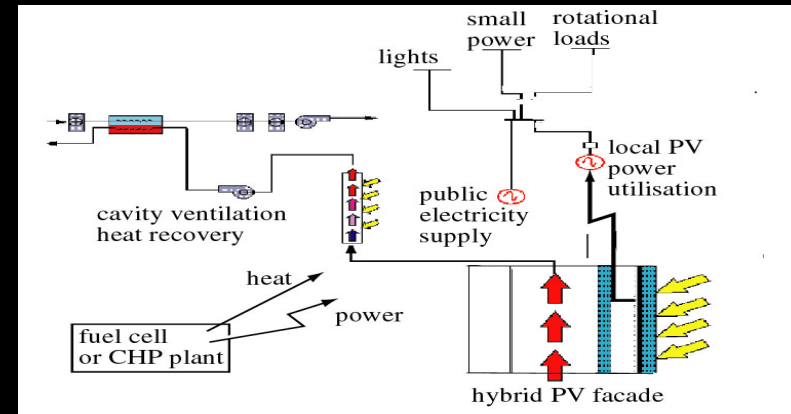 small
power
rotational
loads
lights
local PV
power
utilisation
public
electricity
supply
cavity ventilation
heat recovery
heat
power
fuel cell
or CHP plant
hybrid PV facade